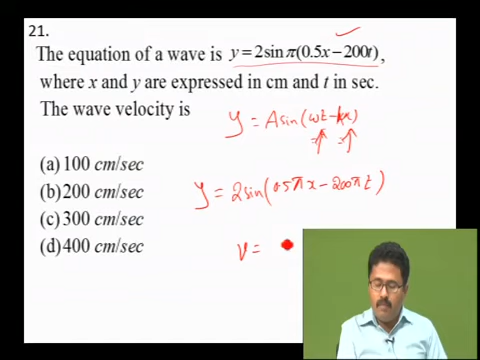 21.
The equation of a wave is y = 2 sin π(0.5x − 200t),
where x and y are expressed in cm and t in sec.
The wave velocity is
y = A sin(ωt − kx)
(a) 100 cm/sec
(b) 200 cm/sec
y = 2 sin(0.5πx − 200πt)
(c) 300 cm/sec
(d) 400 cm/sec
v =